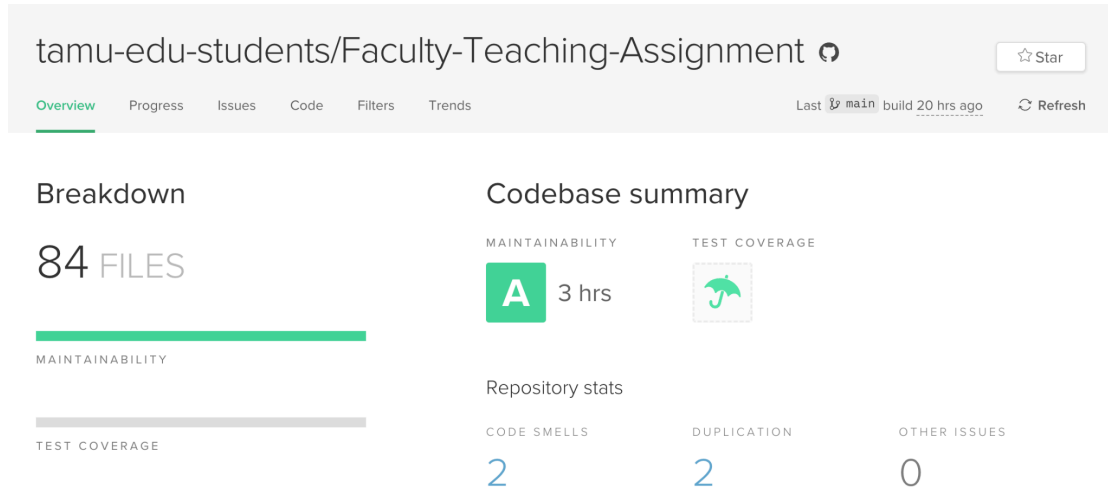 tamu-edu-students/Faculty-Teaching-Assignment
Star
Overview Progress Issues Code Filters Trends
Last main build 20 hrs ago Refresh
Breakdown
84 FILES
MAINTAINABILITY
TEST COVERAGE
Codebase summary
MAINTAINABILITY TEST COVERAGE
A 3 hrs
Repository stats
CODE SMELLS DUPLICATION OTHER ISSUES
2 2 0